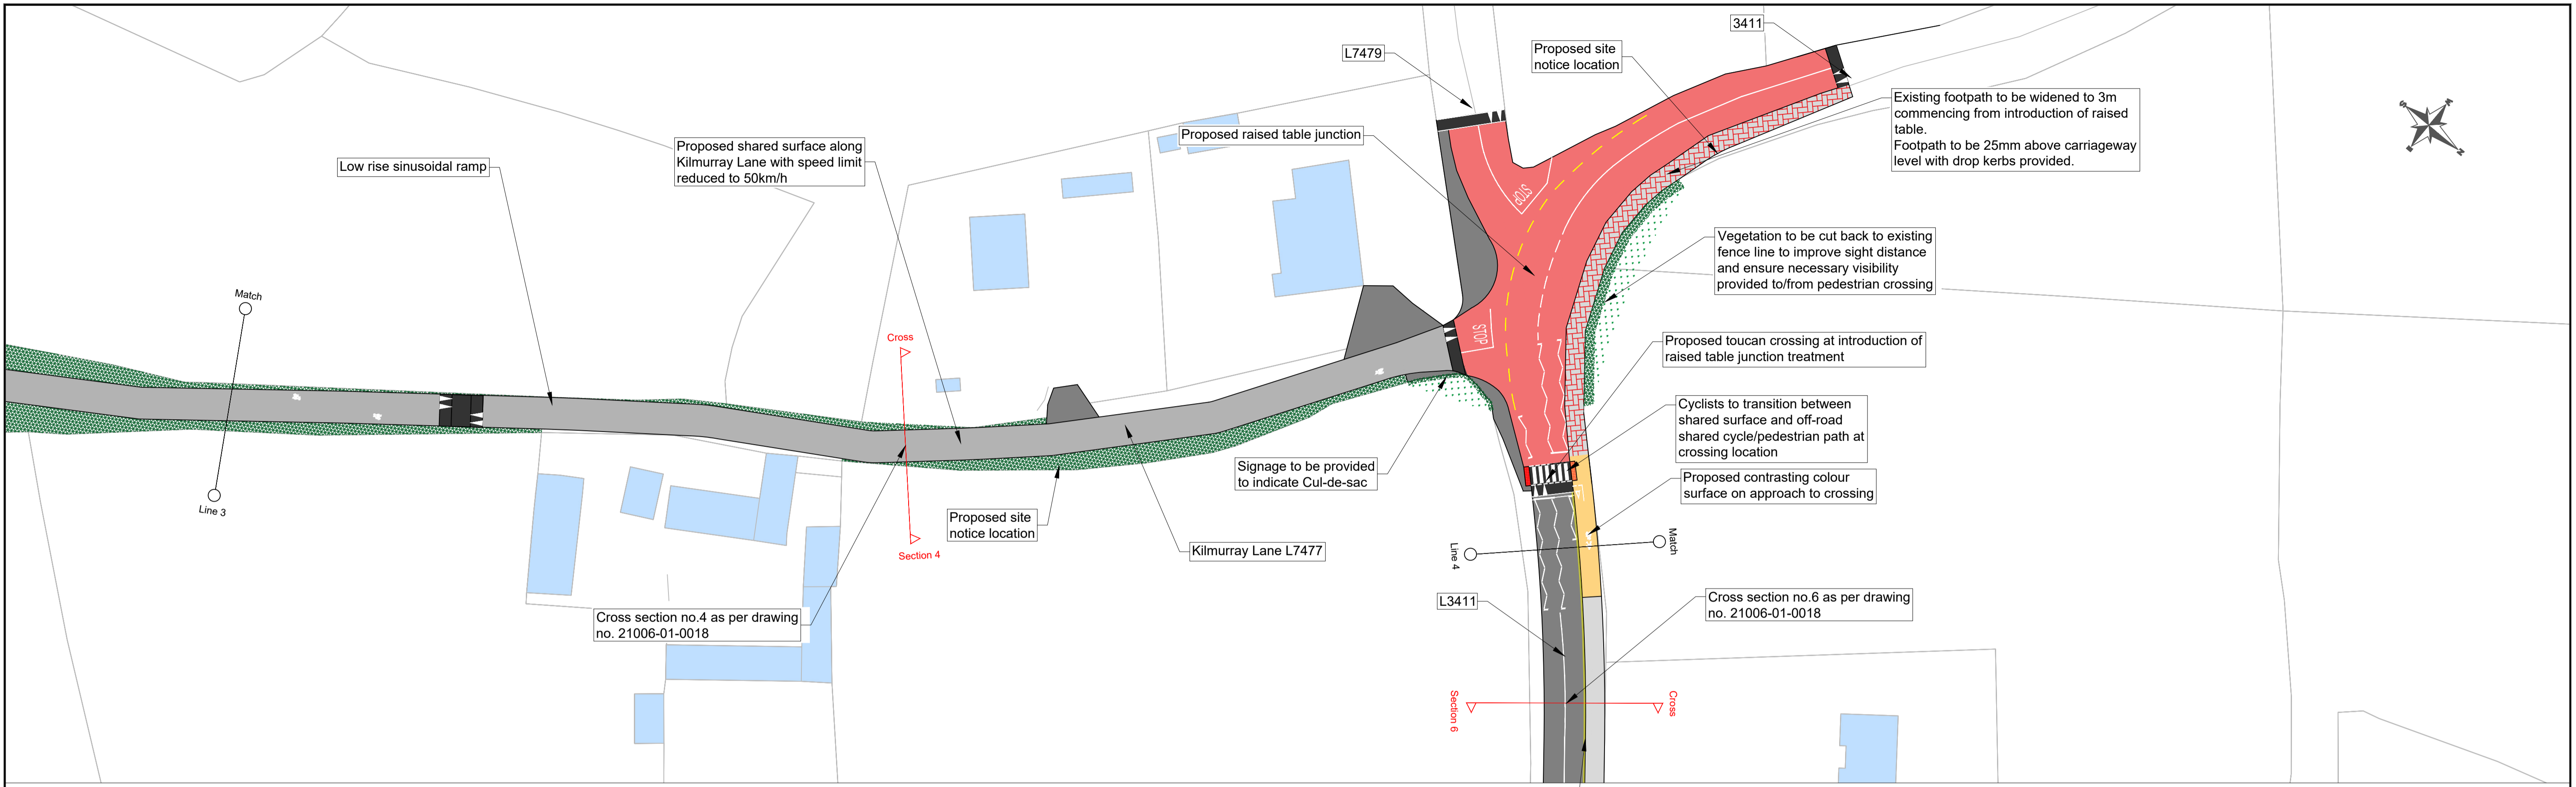 3411
L7479
Proposed site
notice location
Existing footpath to be widened to 3m
commencing from introduction of raised
table.
Footpath to be 25mm above carriageway
level with drop kerbs provided.
Proposed raised table junction
Proposed shared surface along
Kilmurray Lane with speed limit
reduced to 50km/h
Low rise sinusoidal ramp
STOP
Vegetation to be cut back to existing
fence line to improve sight distance
and ensure necessary visibility
provided to/from pedestrian crossing
Match
Line 3
Cross
Section 4
STOP
Proposed toucan crossing at introduction of
raised table junction treatment
Cyclists to transition between
shared surface and off-road
shared cycle/pedestrian path at
crossing location
Signage to be provided
to indicate Cul-de-sac
Proposed contrasting colour
surface on approach to crossing
Proposed site
notice location
Kilmurray Lane L7477
Line 4
Match
L3411
Cross section no.6 as per drawing
no. 21006-01-0018
Cross section no.4 as per drawing
no. 21006-01-0018
Section 6
Cross